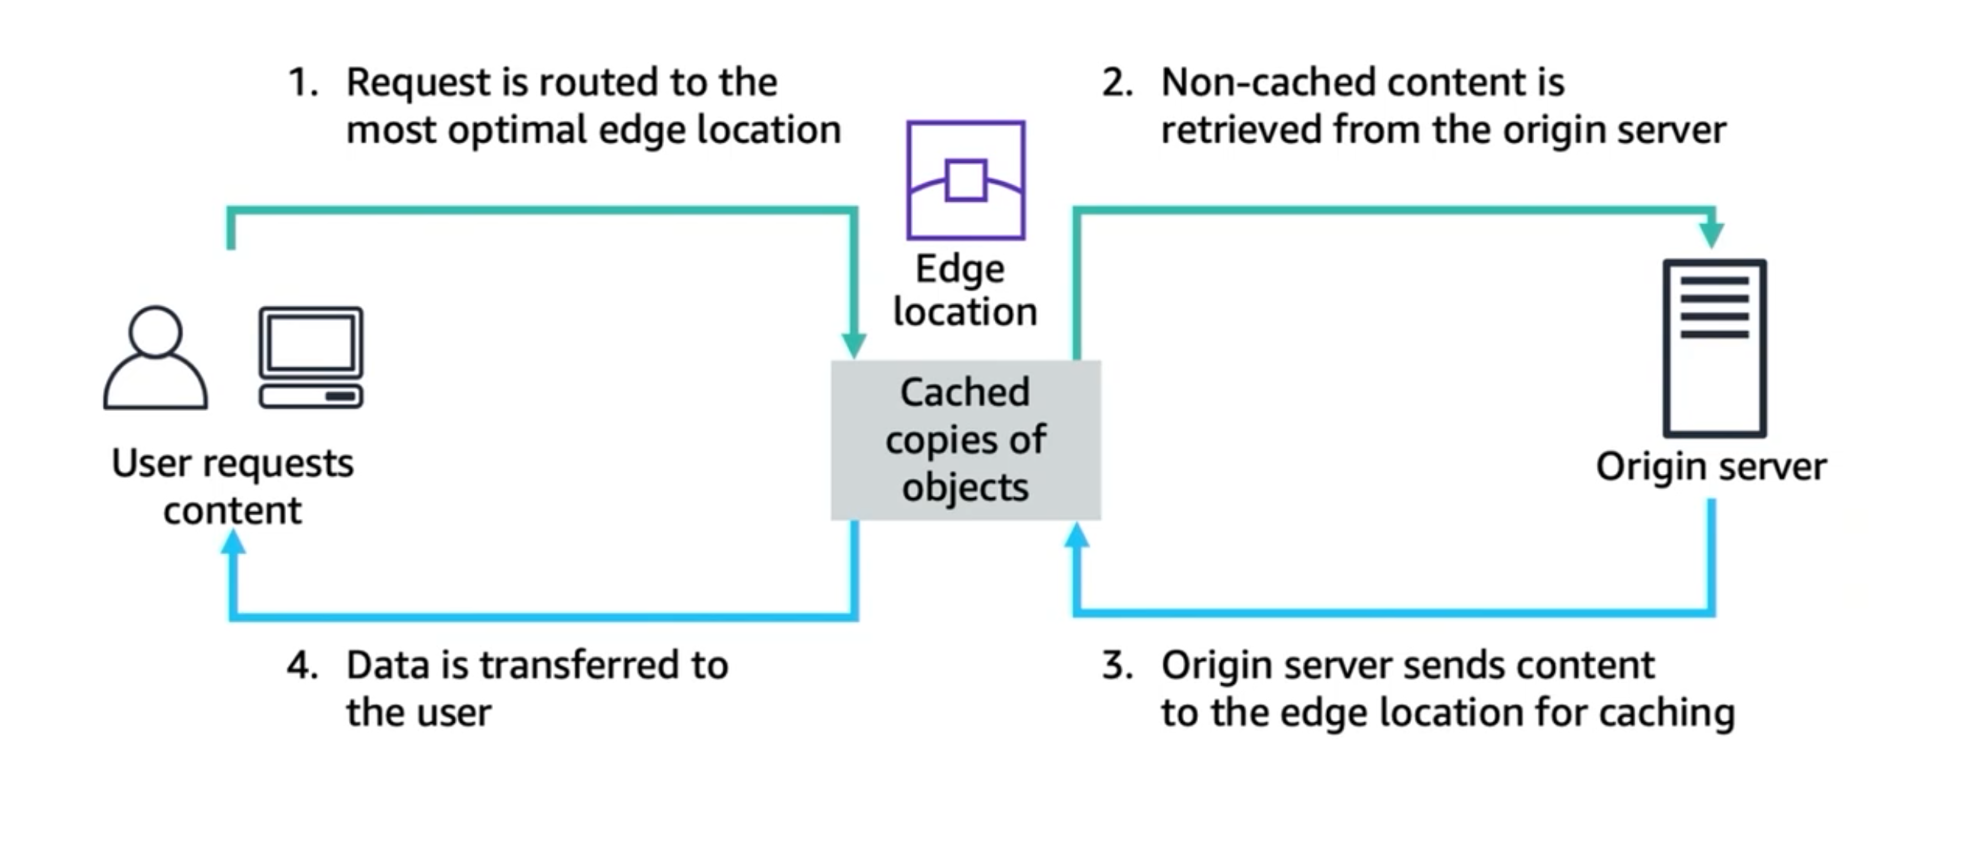 1. Request is routed to the
most optimal edge location
2. Non-cached content is
retrieved from the origin server
Edge
location
Cached
copies of
objects
User requests
content
Origin server
4. Data is transferred to
the user
3. Origin server sends content
to the edge location for caching